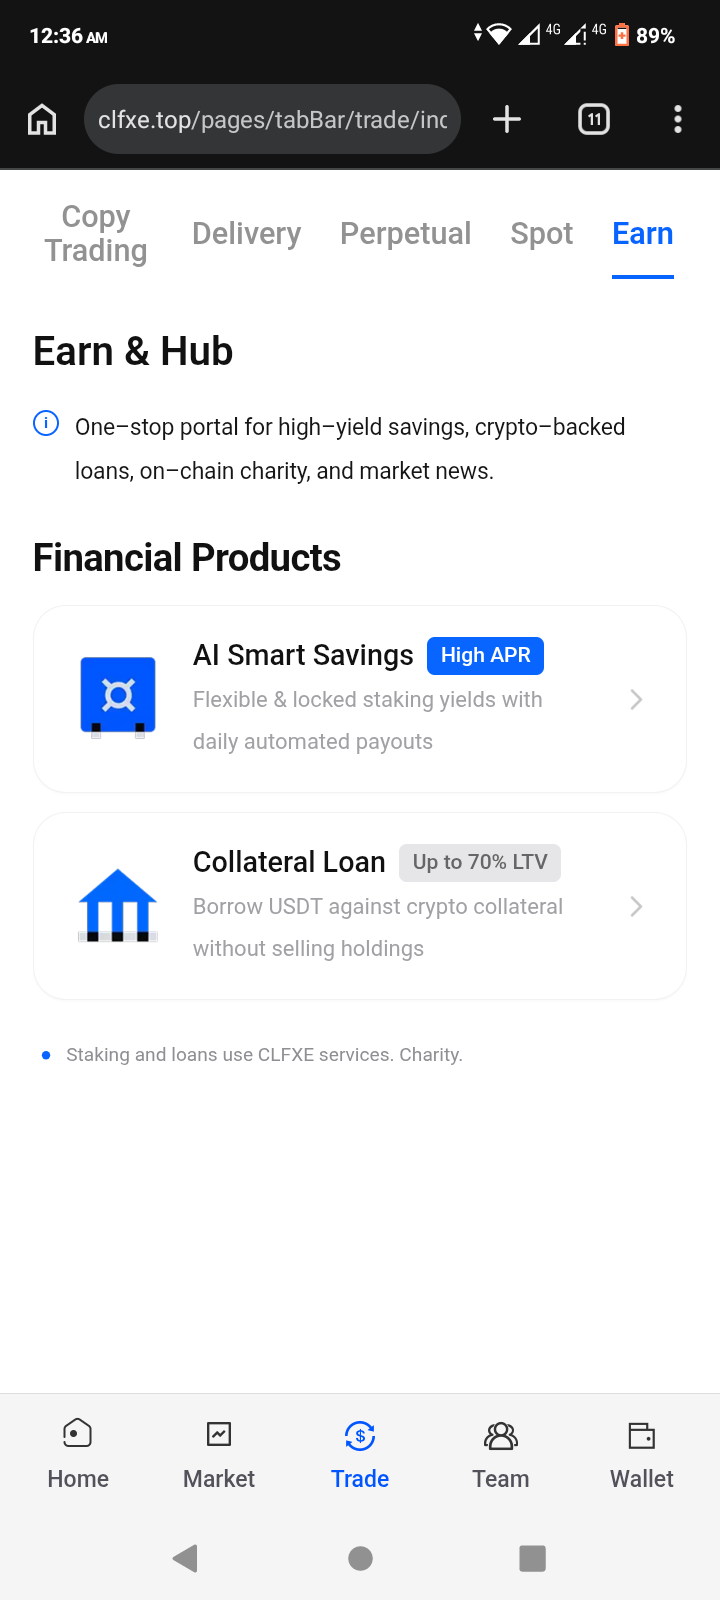 12:36 AM
4G 4G 89%
clfxe.top/pages/tabBar/trade/inc
11
Copy
Trading
Delivery
Perpetual
Spot
Earn
Earn & Hub
One-stop portal for high-yield savings, crypto-backed
loans, on-chain charity, and market news.
Financial Products
AI Smart Savings High APR
Flexible & locked staking yields with
daily automated payouts
Collateral Loan Up to 70% LTV
Borrow USDT against crypto collateral
without selling holdings
Staking and loans use CLFXE services. Charity.
Home
Market
Trade
Team
Wallet